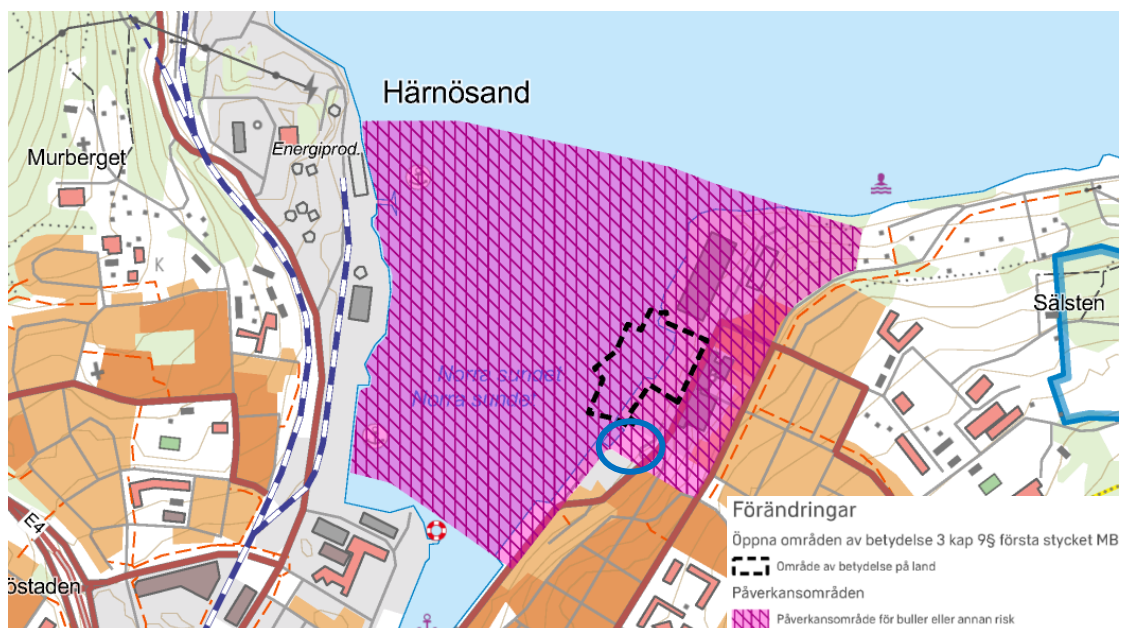 Härnösand
Energiprod.
Murberget
K
Sälsten
Norra sundet
Norra sundet
E4
östaden
Förändringar
Öppna områden av betydelse 3 kap 9§ första stycket MB
Område av betydelse på land
Påverkansområden
Påverkansområde för buller eller annan risk